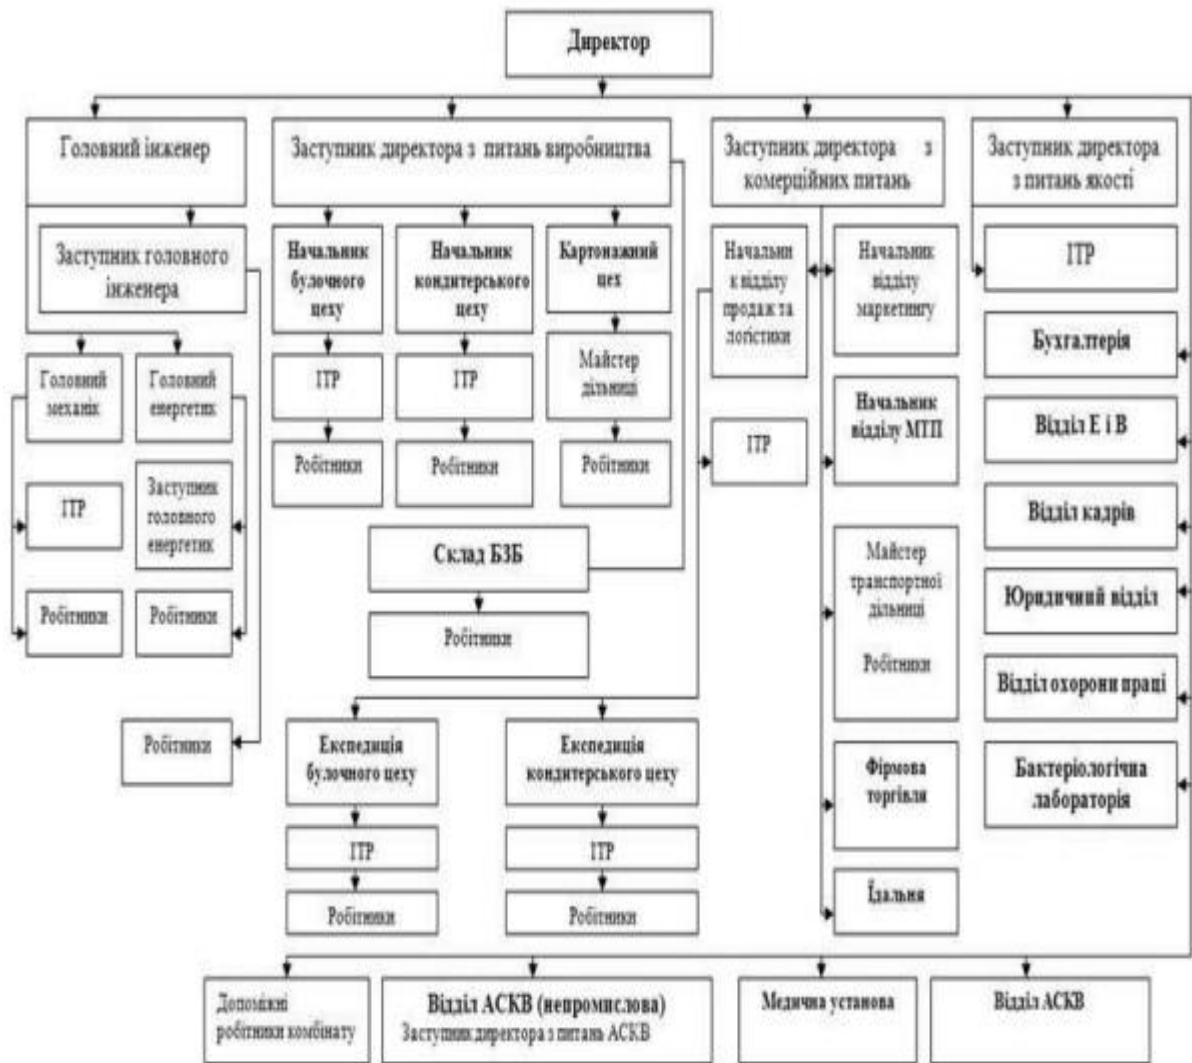 Директор
Головний інженер
Заступник директора з питань виробництва
Заступник директора з
комерційних питань
Заступник директора
з питань якості
Заступник головного
інженера
Начальник
булочного
цеху
Начальник
кондитерського
цеху
Картонажний
цех
Начальни
к відділу
продаж та
логістики
Начальник
відділу
маркетингу
ІТР
Головний
механік
Головний
енергетик
ІТР
ІТР
Майстер
дільниці
Начальник
відділу МТП
Бухгалтерія
Відділ Е і В
Робітники
Робітники
Робітники
ІТР
ІТР
Заступник
головного
енергетик
Склад БЗБ
Відділ кадрів
Майстер
транспортної
дільниці
Робітники
Робітники
Робітники
Робітники
Юридичний відділ
Відділ охорони праці
Робітники
Експедиція
булочного цеху
Експедиція
кондитерського цеху
Фірмова
торгівля
Бактеріологічна
лабораторія
ІТР
ІТР
Робітники
Робітники
Їдальня
Допоміжні
робітники комбінату
Відділ АСКВ (непромислова)
Заступник директора з питань АСКВ
Медична установа
Відділ АСКВ